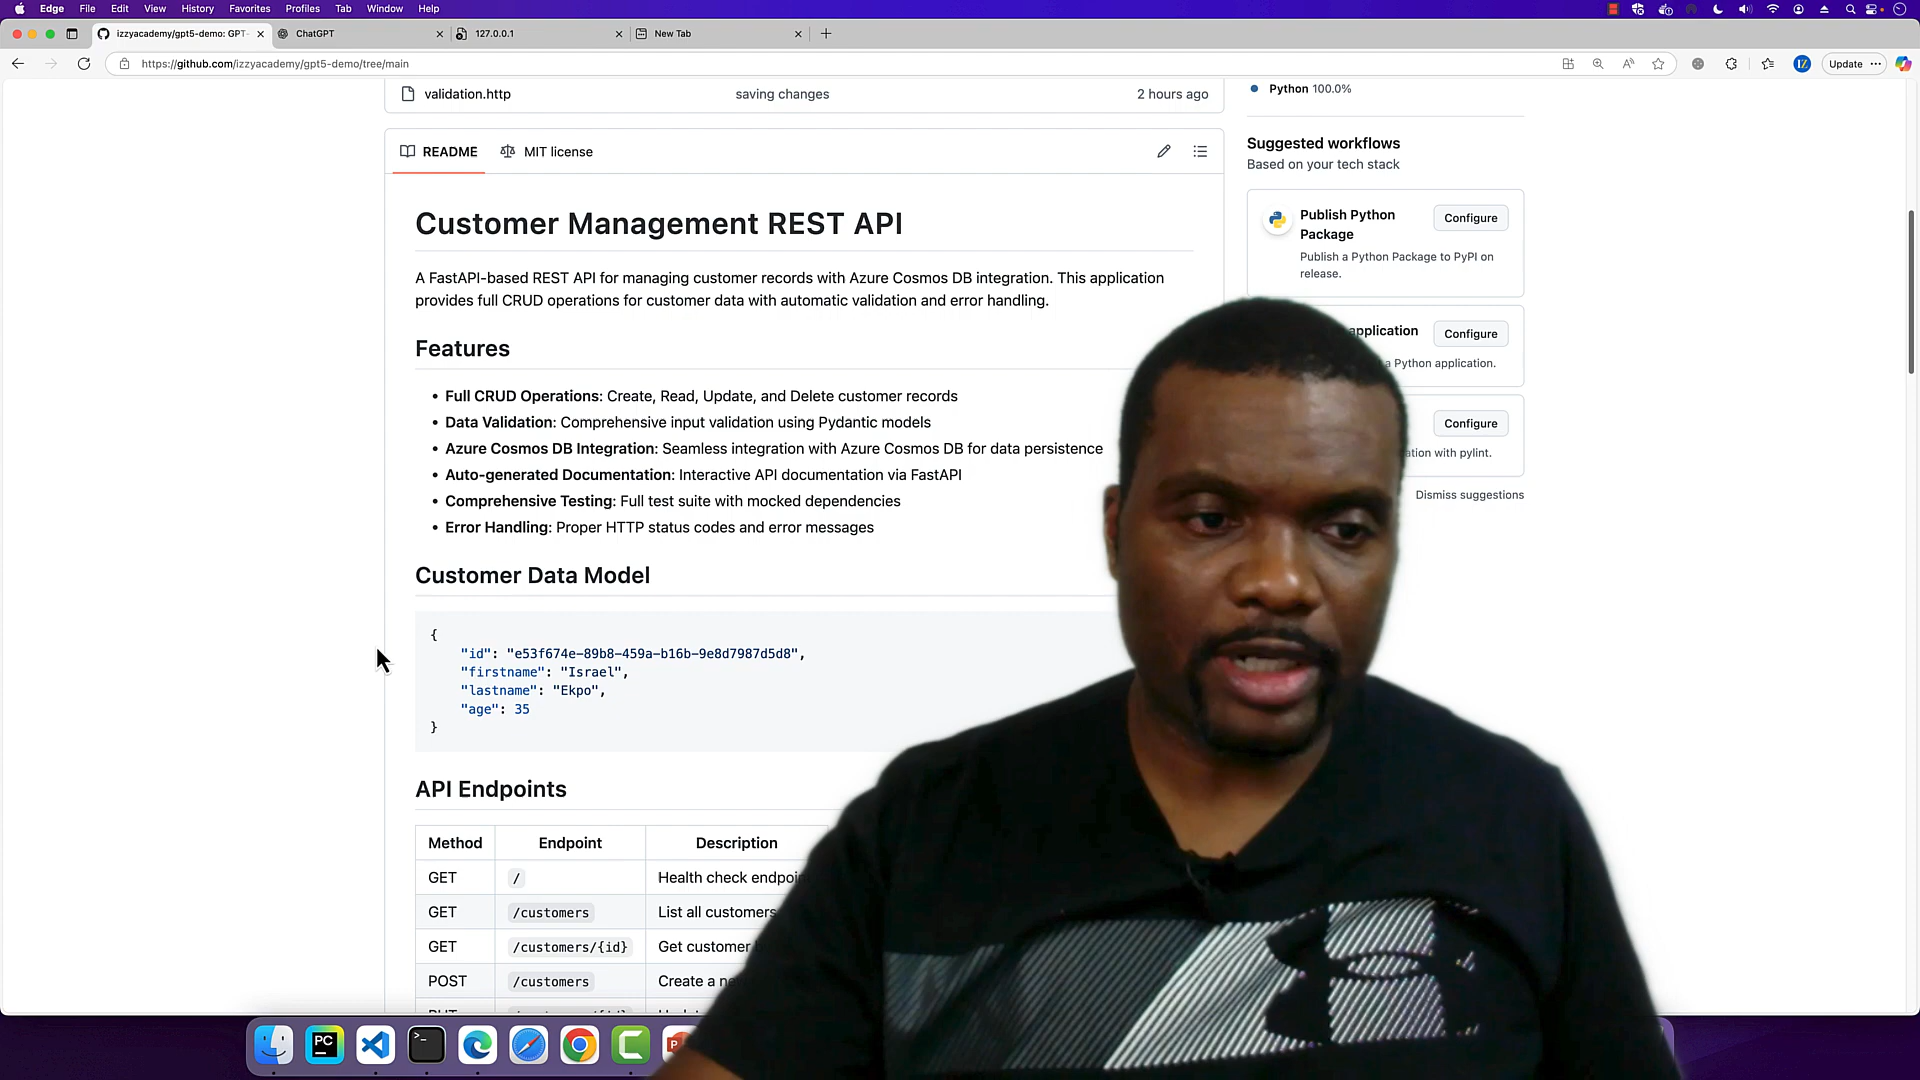 Edge File Edit View History Favorites Profiles Tab Window Help
izzyacademy/gpt5-demo: GPT- ChatGPT 127.0.0.1 New Tab
https://github.com/izzyacademy/gpt5-demo/tree/main
Update
validation.http saving changes 2 hours ago
Python 100.0%
README MIT license
Suggested workflows
Based on your tech stack
Publish Python
Package
Configure
Publish a Python Package to PyPI on
release.
application
Configure
a Python application.
Configure
with pylint.
Dismiss suggestions
Customer Management REST API
A FastAPI-based REST API for managing customer records with Azure Cosmos DB integration. This application
provides full CRUD operations for customer data with automatic validation and error handling.
Features
• Full CRUD Operations: Create, Read, Update, and Delete customer records
• Data Validation: Comprehensive input validation using Pydantic models
• Azure Cosmos DB Integration: Seamless integration with Azure Cosmos DB for data persistence
• Auto-generated Documentation: Interactive API documentation via FastAPI
• Comprehensive Testing: Full test suite with mocked dependencies
• Error Handling: Proper HTTP status codes and error messages
Customer Data Model
{
"id": "e53f674e-89b8-459a-b16b-9e8d7987d5d8",
"firstname": "Israel",
"lastname": "Ekpo",
"age": 35
}
API Endpoints
Method Endpoint Description
GET / Health check
GET /customers List all customers
GET /customers/{id} Get customer
POST /customers Create a
PC